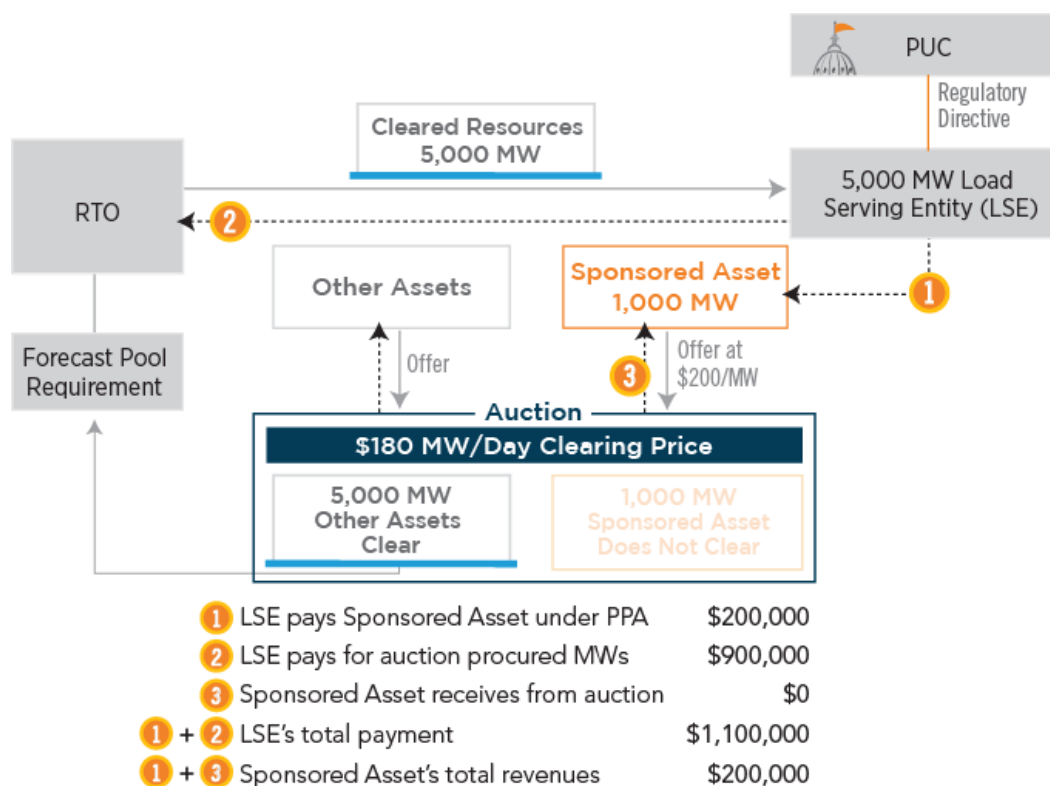 PUC
Regulatory
Directive
Cleared Resources
5,000 MW
RTO
5,000 MW Load
Serving Entity (LSE)
2
Other Assets
Sponsored Asset
1,000 MW
1
Forecast Pool
Requirement
Offer
3
Offer at
$200/MW
Auction
$180 MW/Day Clearing Price
5,000 MW
Other Assets
Clear
1,000 MW
Sponsored Asset
Does Not Clear
1 LSE pays Sponsored Asset under PPA $200,000
2 LSE pays for auction procured MWs $900,000
3 Sponsored Asset receives from auction $0
1 + 2 LSE's total payment $1,100,000
1 + 3 Sponsored Asset's total revenues $200,000